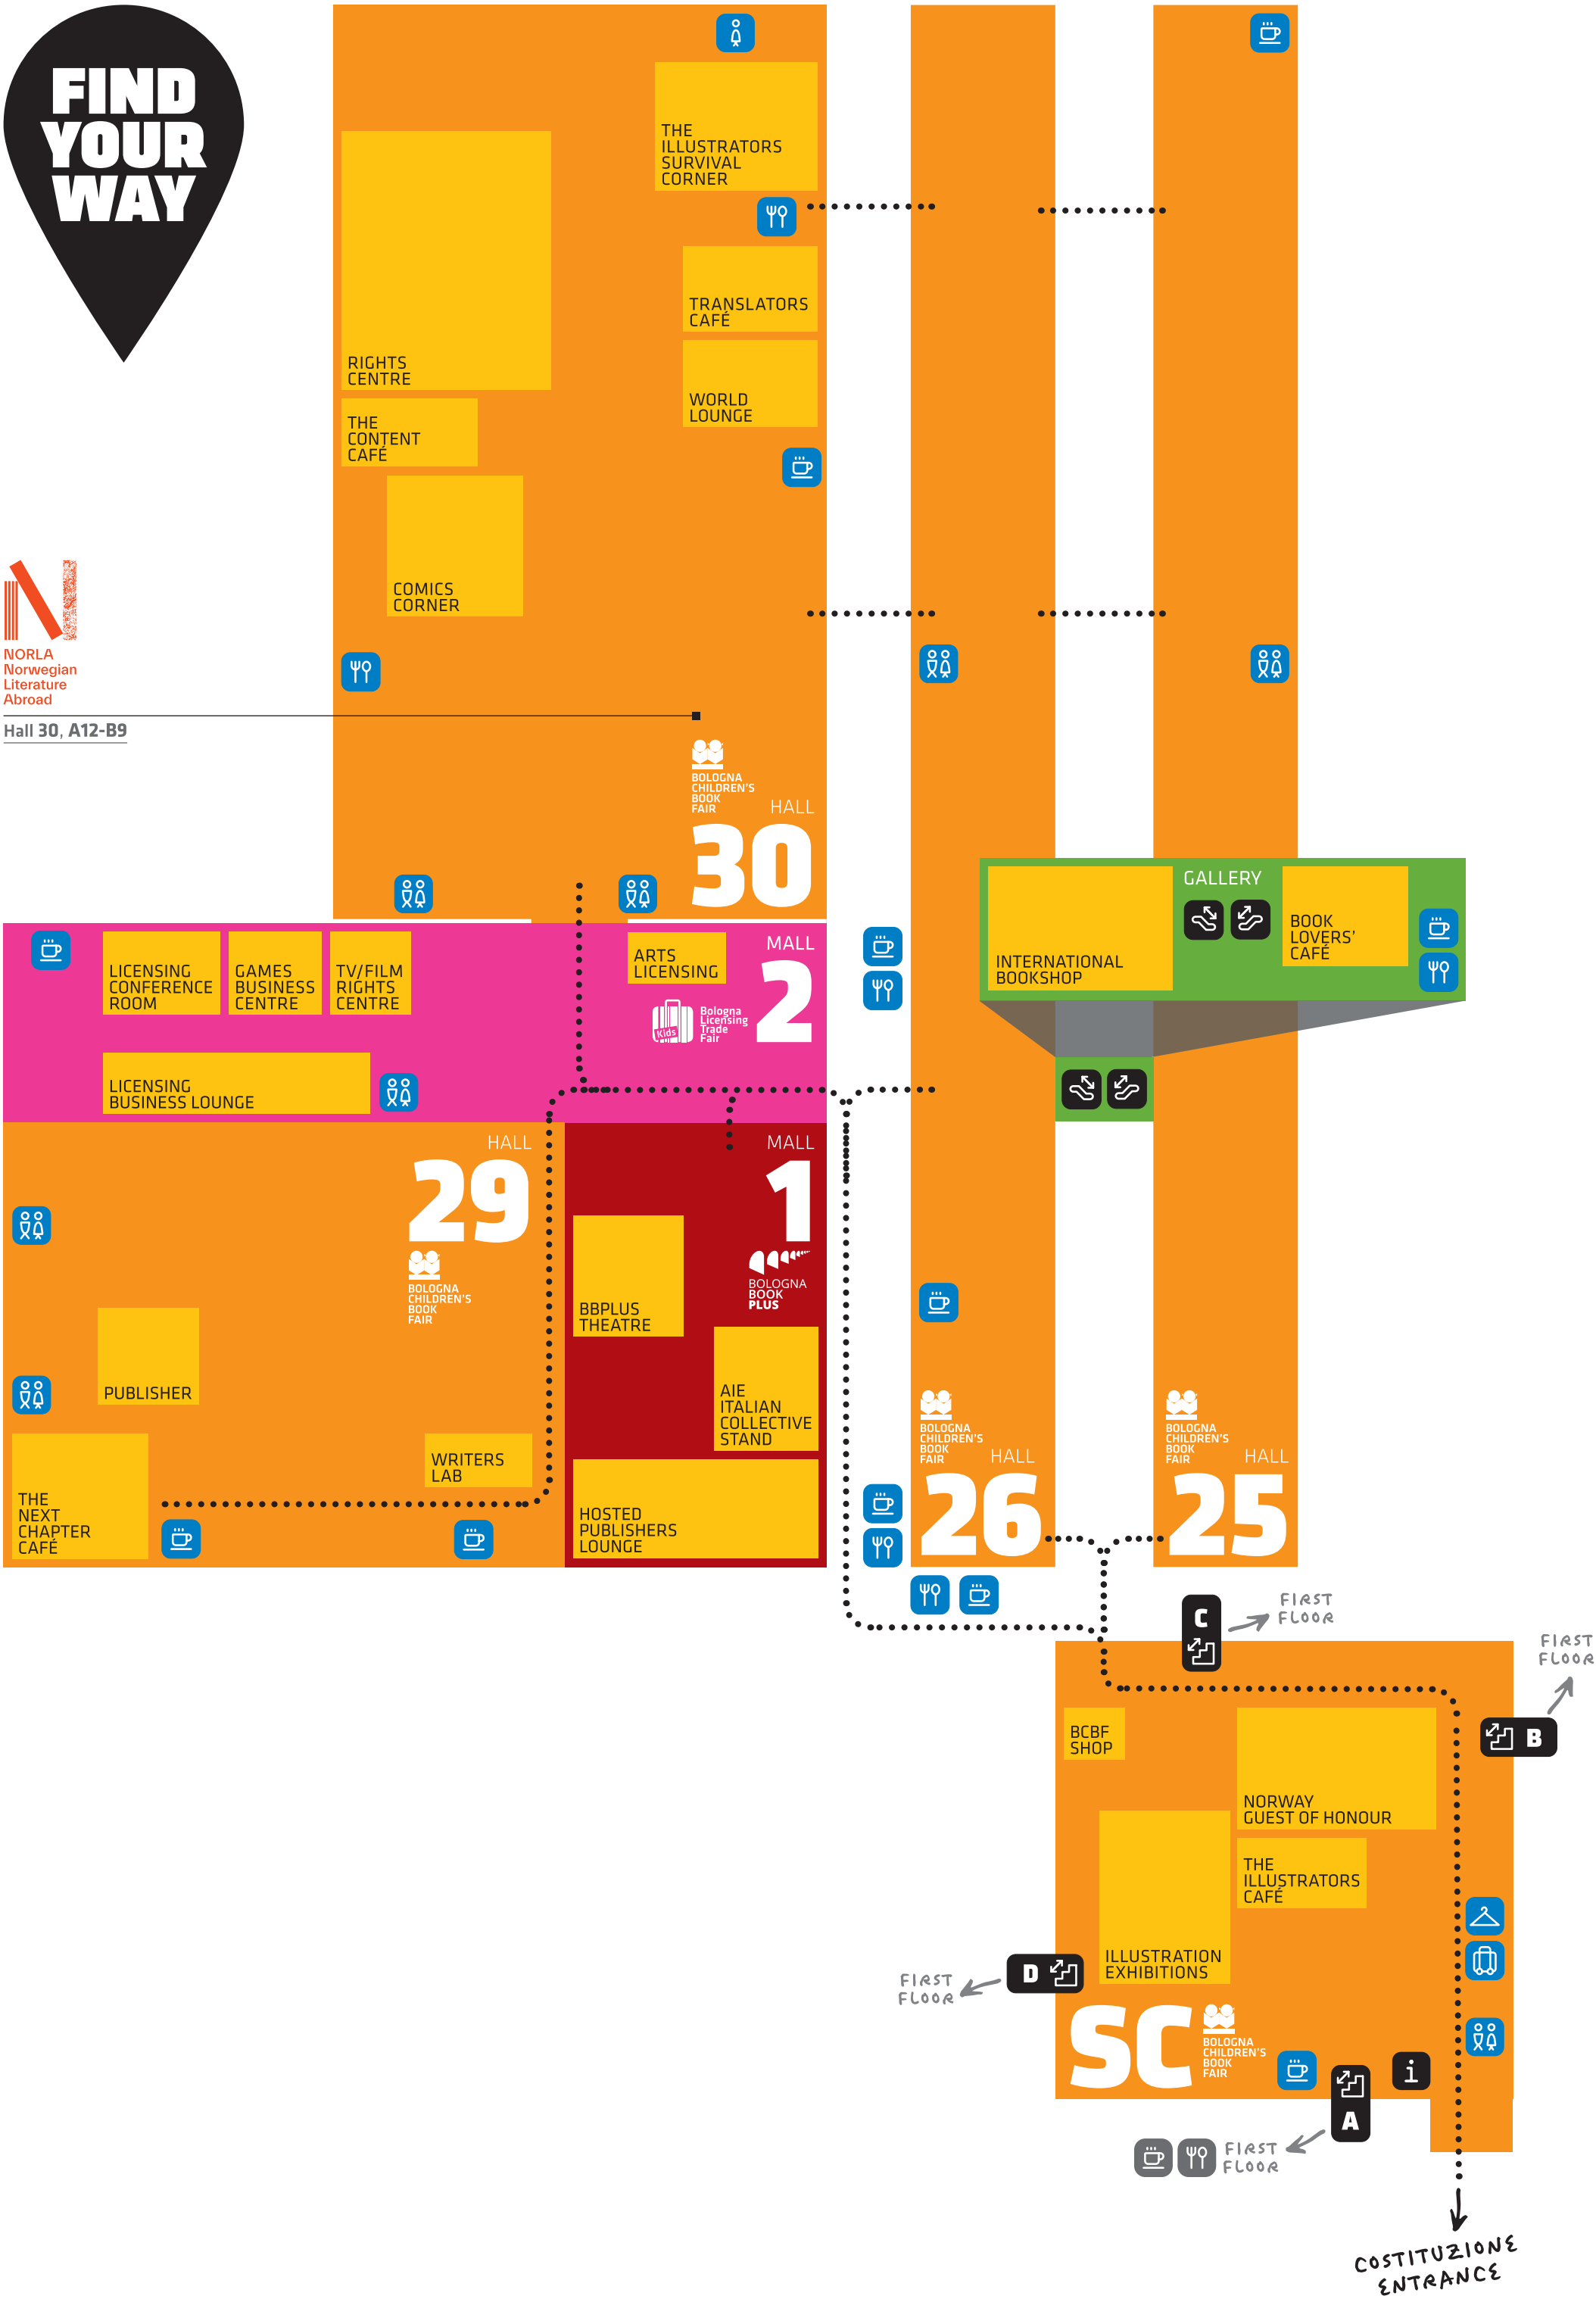 FIND
YOUR
WAY
THE
ILLUSTRATORS
SURVIVAL
CORNER
RIGHTS
CENTRE
TRANSLATORS
CAFÉ
WORLD
LOUNGE
THE
CONTENT
CAFÉ
COMICS
CORNER
NORLA
Norwegian
Literature
Abroad
Hall 30, A12-B9
BOLOGNA
CHILDREN'S
BOOK
FAIR
HALL
30
GALLERY
INTERNATIONAL
BOOKSHOP
BOOK
LOVERS'
CAFÉ
LICENSING
CONFERENCE
ROOM
GAMES
BUSINESS
CENTRE
TV/FILM
RIGHTS
CENTRE
ARTS
LICENSING
MALL
2
Kids
Bologna
Licensing
Trade
Fair
LICENSING
BUSINESS LOUNGE
HALL
29
BOLOGNA
CHILDREN'S
BOOK
FAIR
MALL
1
BOLOGNA
BOOK
PLUS
BBPLUS
THEATRE
PUBLISHER
AIE
ITALIAN
COLLECTIVE
STAND
WRITERS
LAB
THE
NEXT
CHAPTER
CAFÉ
HOSTED
PUBLISHERS
LOUNGE
BOLOGNA
CHILDREN'S
BOOK
FAIR
HALL
26
BOLOGNA
CHILDREN'S
BOOK
FAIR
HALL
25
C
FIRST
FLOOR
FIRST
FLOOR
B
BCBF
SHOP
NORWAY
GUEST OF HONOUR
THE
ILLUSTRATORS
CAFÉ
ILLUSTRATION
EXHIBITIONS
D
FIRST
FLOOR
SC
BOLOGNA
CHILDREN'S
BOOK
FAIR
i
A
FIRST
FLOOR
COSTITUZIONE
ENTRANCE